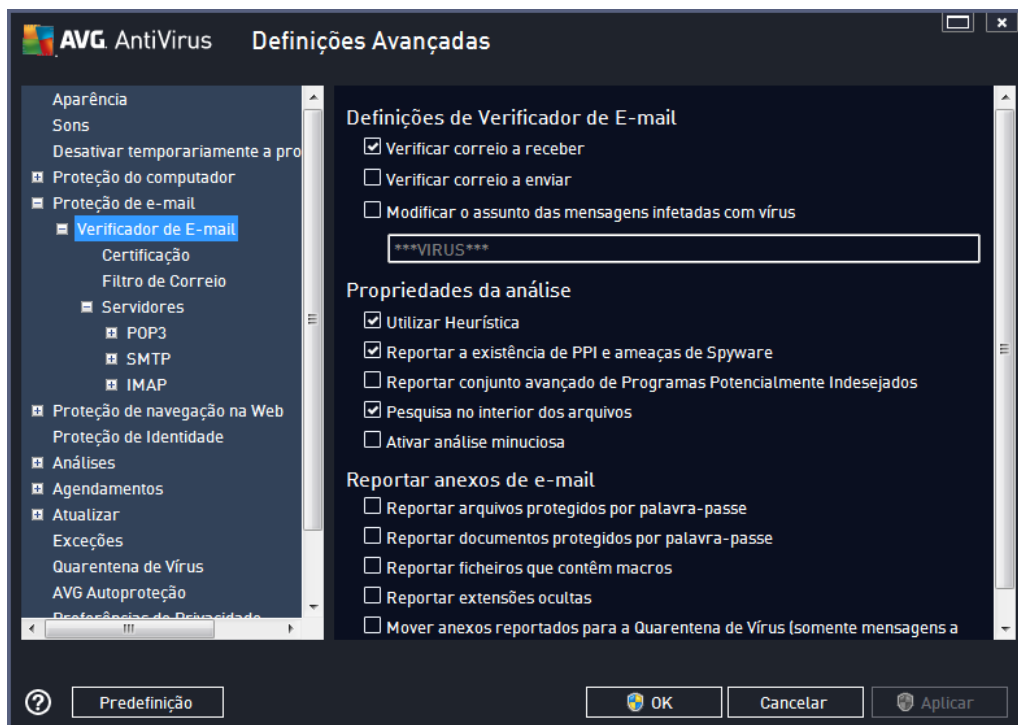 AVG. AntiVirus
Definições Avançadas
Aparência
Sons
Desativar temporariamente a pro
Proteção do computador
Proteção de e-mail
Verificador de E-mail
Certificação
Filtro de Correio
Servidores
POP3
SMTP
IMAP
Proteção de navegação na Web
Proteção de Identidade
Análises
Agendamentos
Atualizar
Exceções
Quarentena de Vírus
AVG Autoproteção
Preferências de Privacidade
Definições de Verificador de E-mail
Verificar correio a receber
Verificar correio a enviar
Modificar o assunto das mensagens infetadas com vírus
***VIRUS***
Propriedades da análise
Utilizar Heurística
Reportar a existência de PPI e ameaças de Spyware
Reportar conjunto avançado de Programas Potencialmente Indesejados
Pesquisa no interior dos arquivos
Ativar análise minuciosa
Reportar anexos de e-mail
Reportar arquivos protegidos por palavra-passe
Reportar documentos protegidos por palavra-passe
Reportar ficheiros que contêm macros
Reportar extensões ocultas
Mover anexos reportados para a Quarentena de Vírus (somente mensagens a
Predefinição
OK
Cancelar
Aplicar